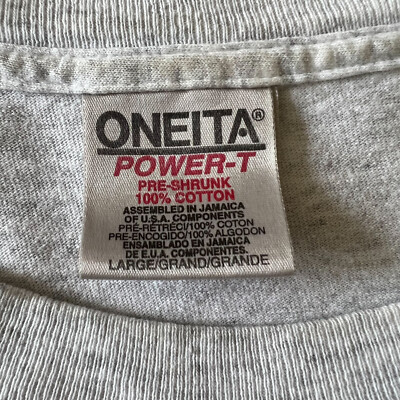 ONEITA®
POWER-T
PRE-SHRUNK
100% COTTON
ASSEMBLED IN JAMAICA
OF U.S.A. COMPONENTS
PRÉ-RÉTRÉCI/100% COTON
PRE-ENCOGIDO/100% ALGODON
ENSAMBLADO EN JAMAICA
DE E.U.A. COMPONENTES
LARGE/GRAND/GRANDE